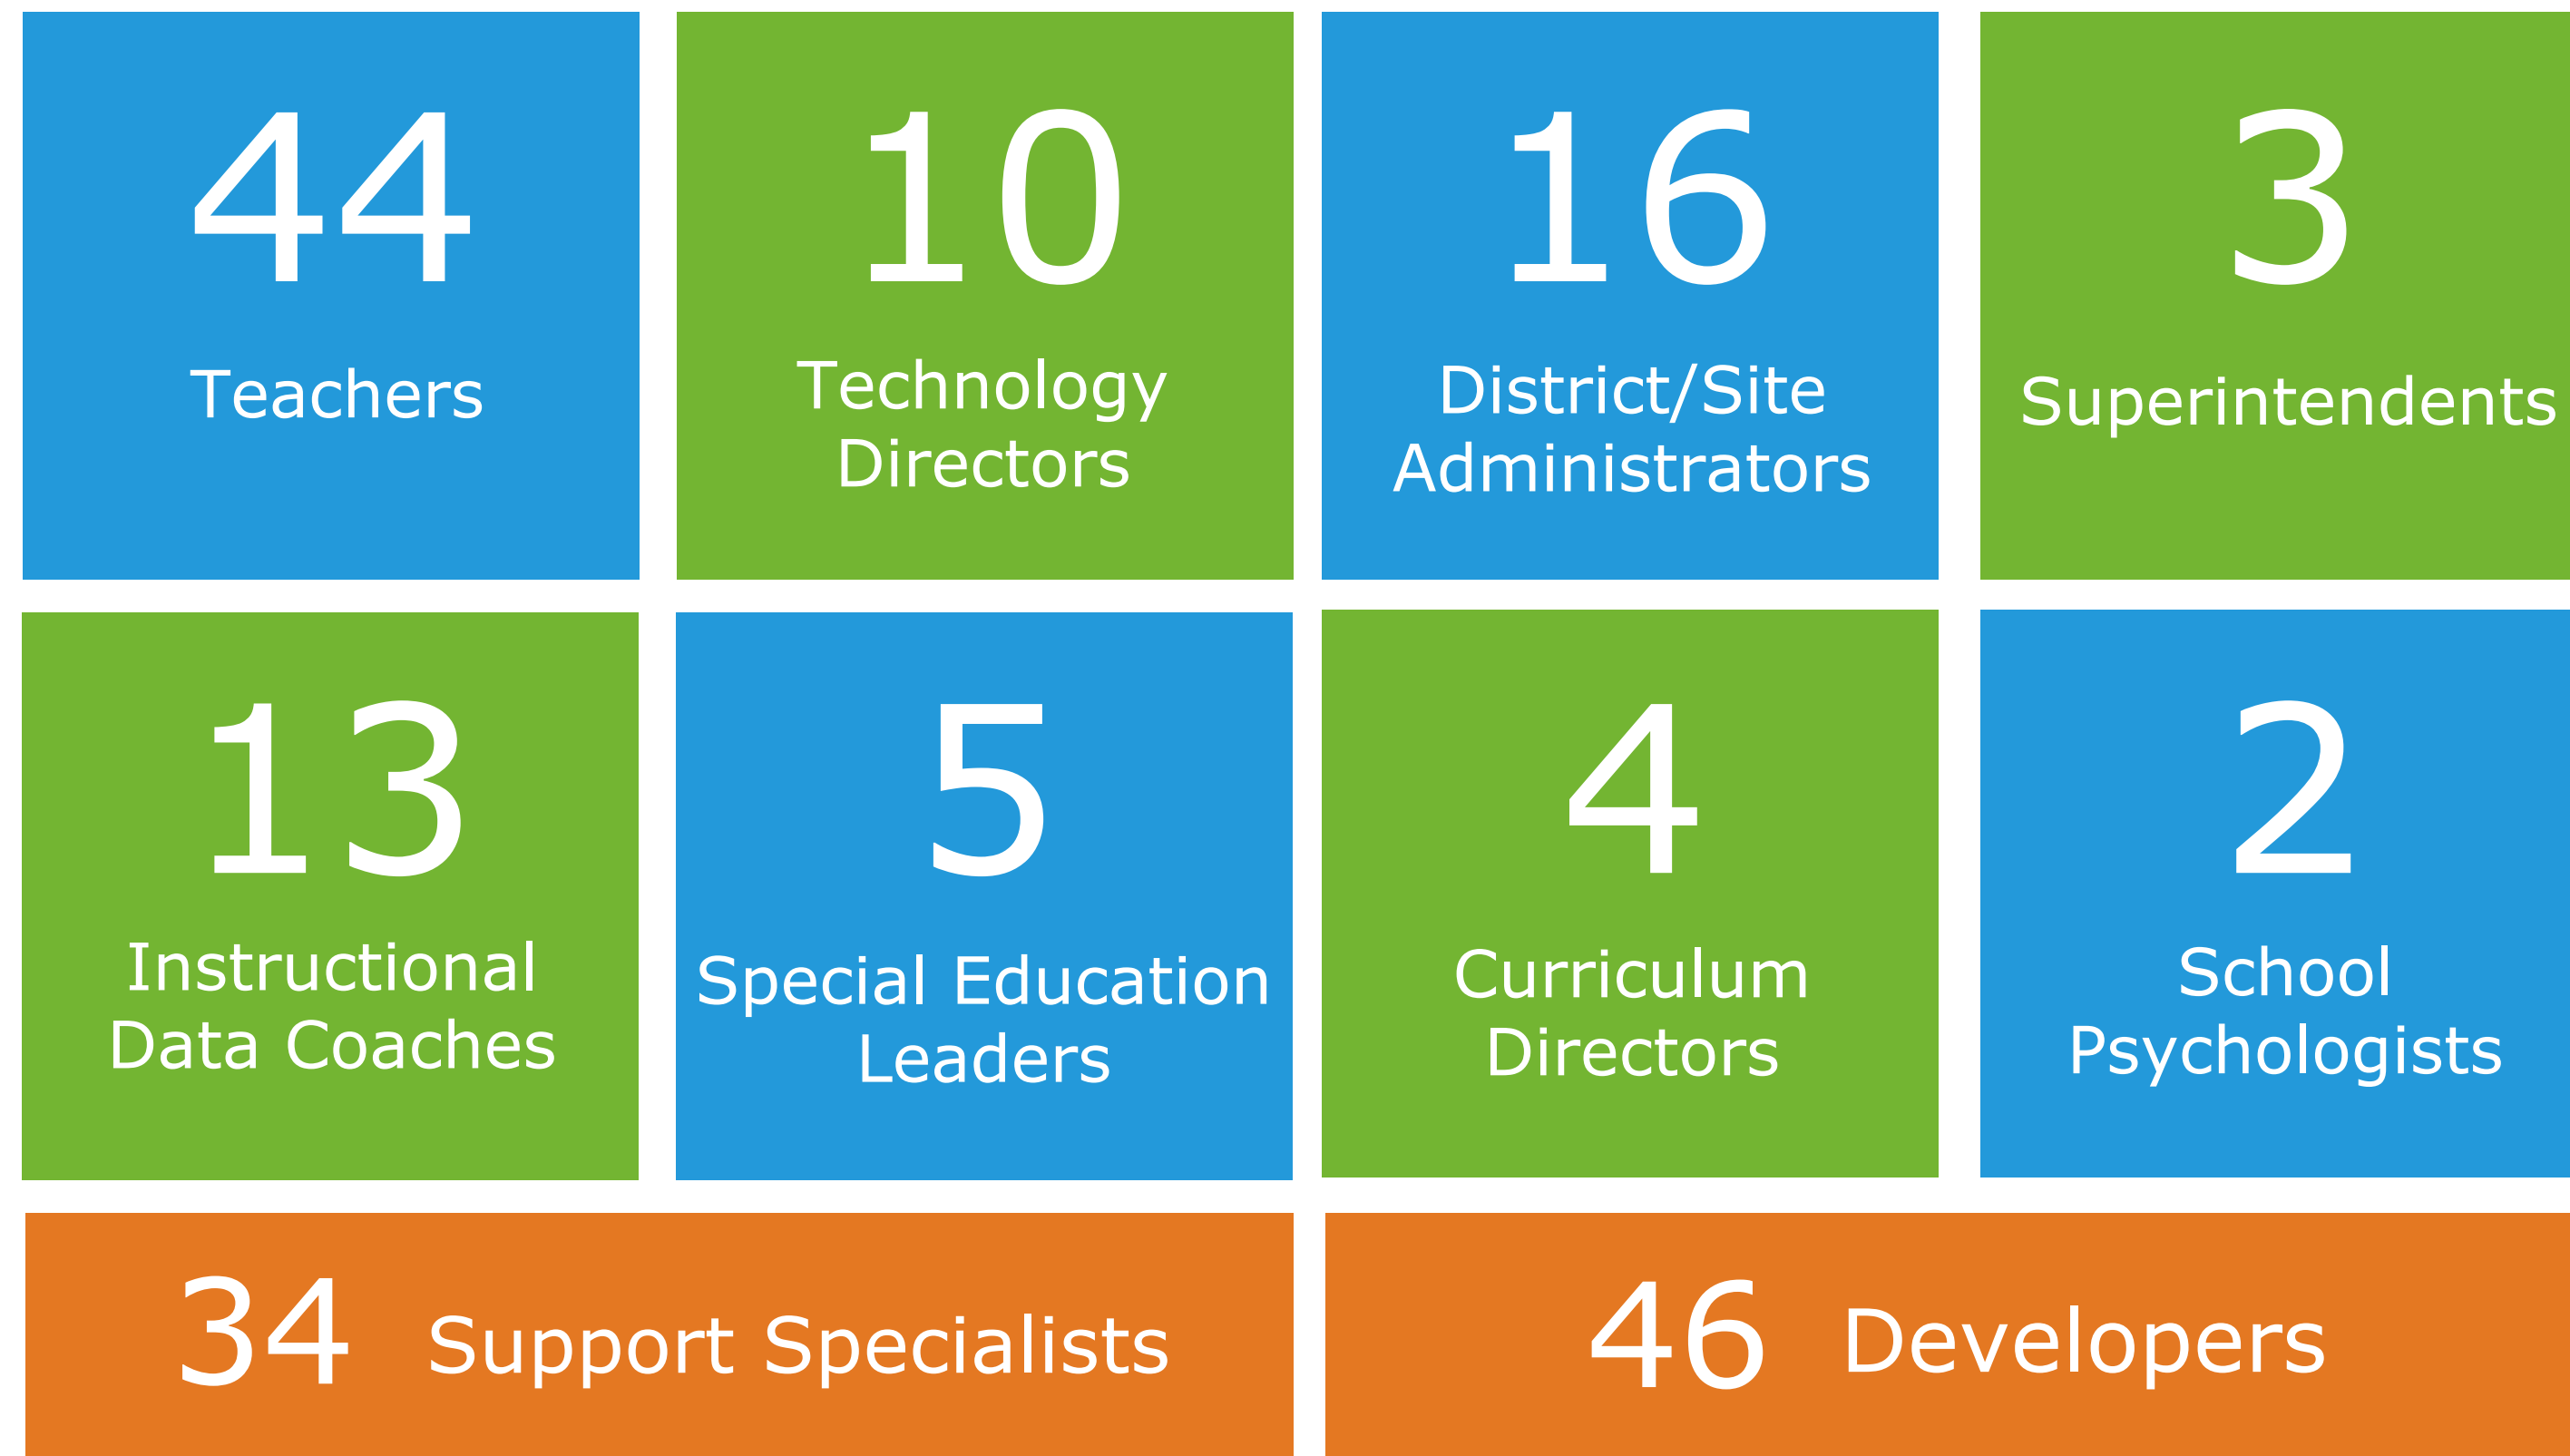 44
Teachers
10
Technology
Directors
16
District/Site
Administrators
3
Superintendents
13
Instructional
Data Coaches
5
Special Education
Leaders
4
Curriculum
Directors
2
School
Psychologists
34 Support Specialists
46 Developers